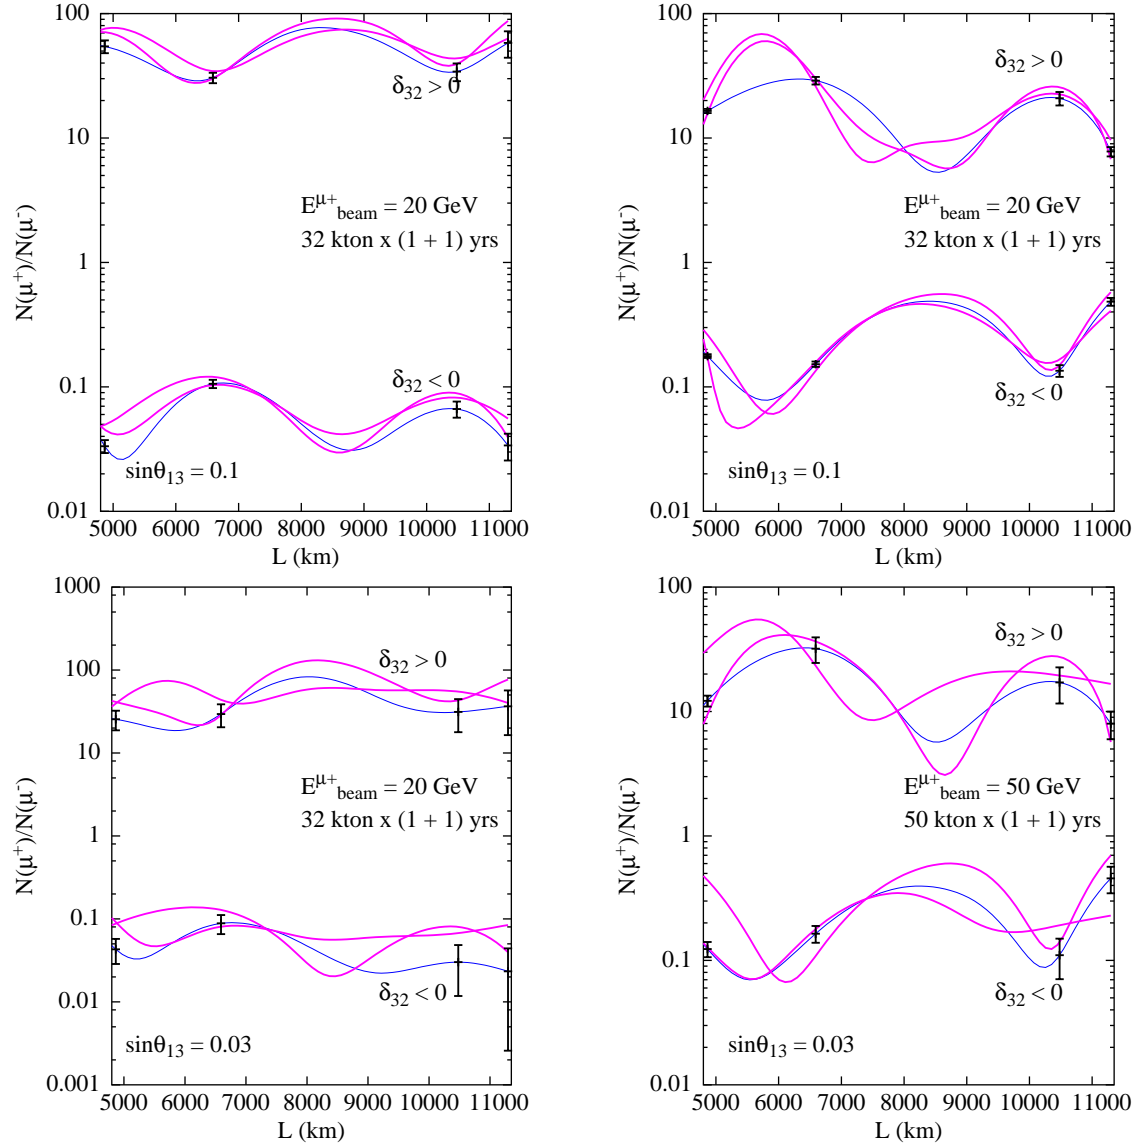 100
10
1
0.1
0.01
N(μ⁺)/N(μ⁻)
δ₃₂ > 0
E^μ+ beam = 20 GeV
32 kton x (1 + 1) yrs
δ₃₂ < 0
sinθ₁₃ = 0.1
5000 6000 7000 8000 9000 10000 11000
L (km)
100
10
1
0.1
0.01
N(μ⁺)/N(μ⁻)
δ₃₂ > 0
E^μ+ beam = 20 GeV
32 kton x (1 + 1) yrs
δ₃₂ < 0
sinθ₁₃ = 0.1
5000 6000 7000 8000 9000 10000 11000
L (km)
1000
100
10
1
0.1
0.01
0.001
N(μ⁺)/N(μ⁻)
δ₃₂ > 0
E^μ+ beam = 20 GeV
32 kton x (1 + 1) yrs
δ₃₂ < 0
sinθ₁₃ = 0.03
5000 6000 7000 8000 9000 10000 11000
L (km)
100
10
1
0.1
0.01
N(μ⁺)/N(μ⁻)
δ₃₂ > 0
E^μ+ beam = 50 GeV
50 kton x (1 + 1) yrs
δ₃₂ < 0
sinθ₁₃ = 0.03
5000 6000 7000 8000 9000 10000 11000
L (km)